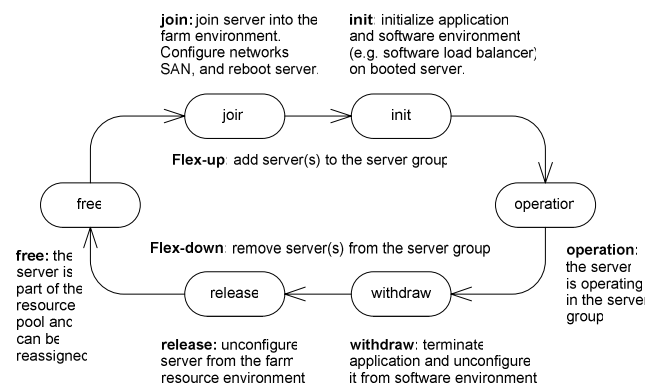 join: join server into the
farm environment.
Configure networks
SAN, and reboot server.
init: initialize application
and software environment
(e.g. software load balancer)
on booted server.
join
init
Flex-up: add server(s) to the server group
free
operation
Flex-down: remove server(s) from the server group
free: the
server is
part of the
resource
pool and
can be
reassigned
operation:
the server
is operating
in the server
group
release
withdraw
release: unconfigure
server from the farm
resource environment
withdraw: terminate
application and unconfigure
it from software environment